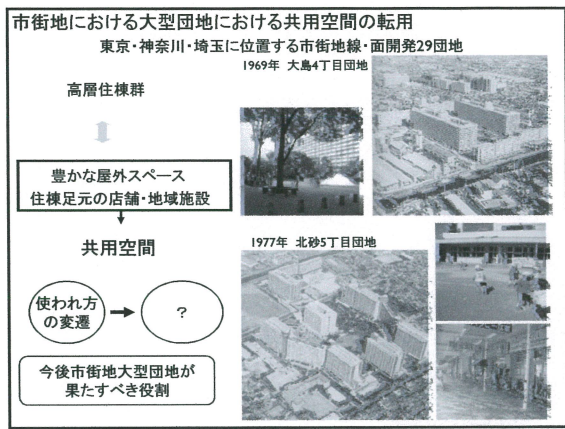 市街地における大型団地における共用空間の転用
東京・神奈川・埼玉に位置する市街地線・面開発29団地
1969年 大島4丁目団地
高層住棟群
豊かな屋外スペース
住棟足元の店舗・地域施設
共用空間
1977年 北砂5丁目団地
使われ方
の変遷
?
今後市街地大型団地が
果たすべき役割